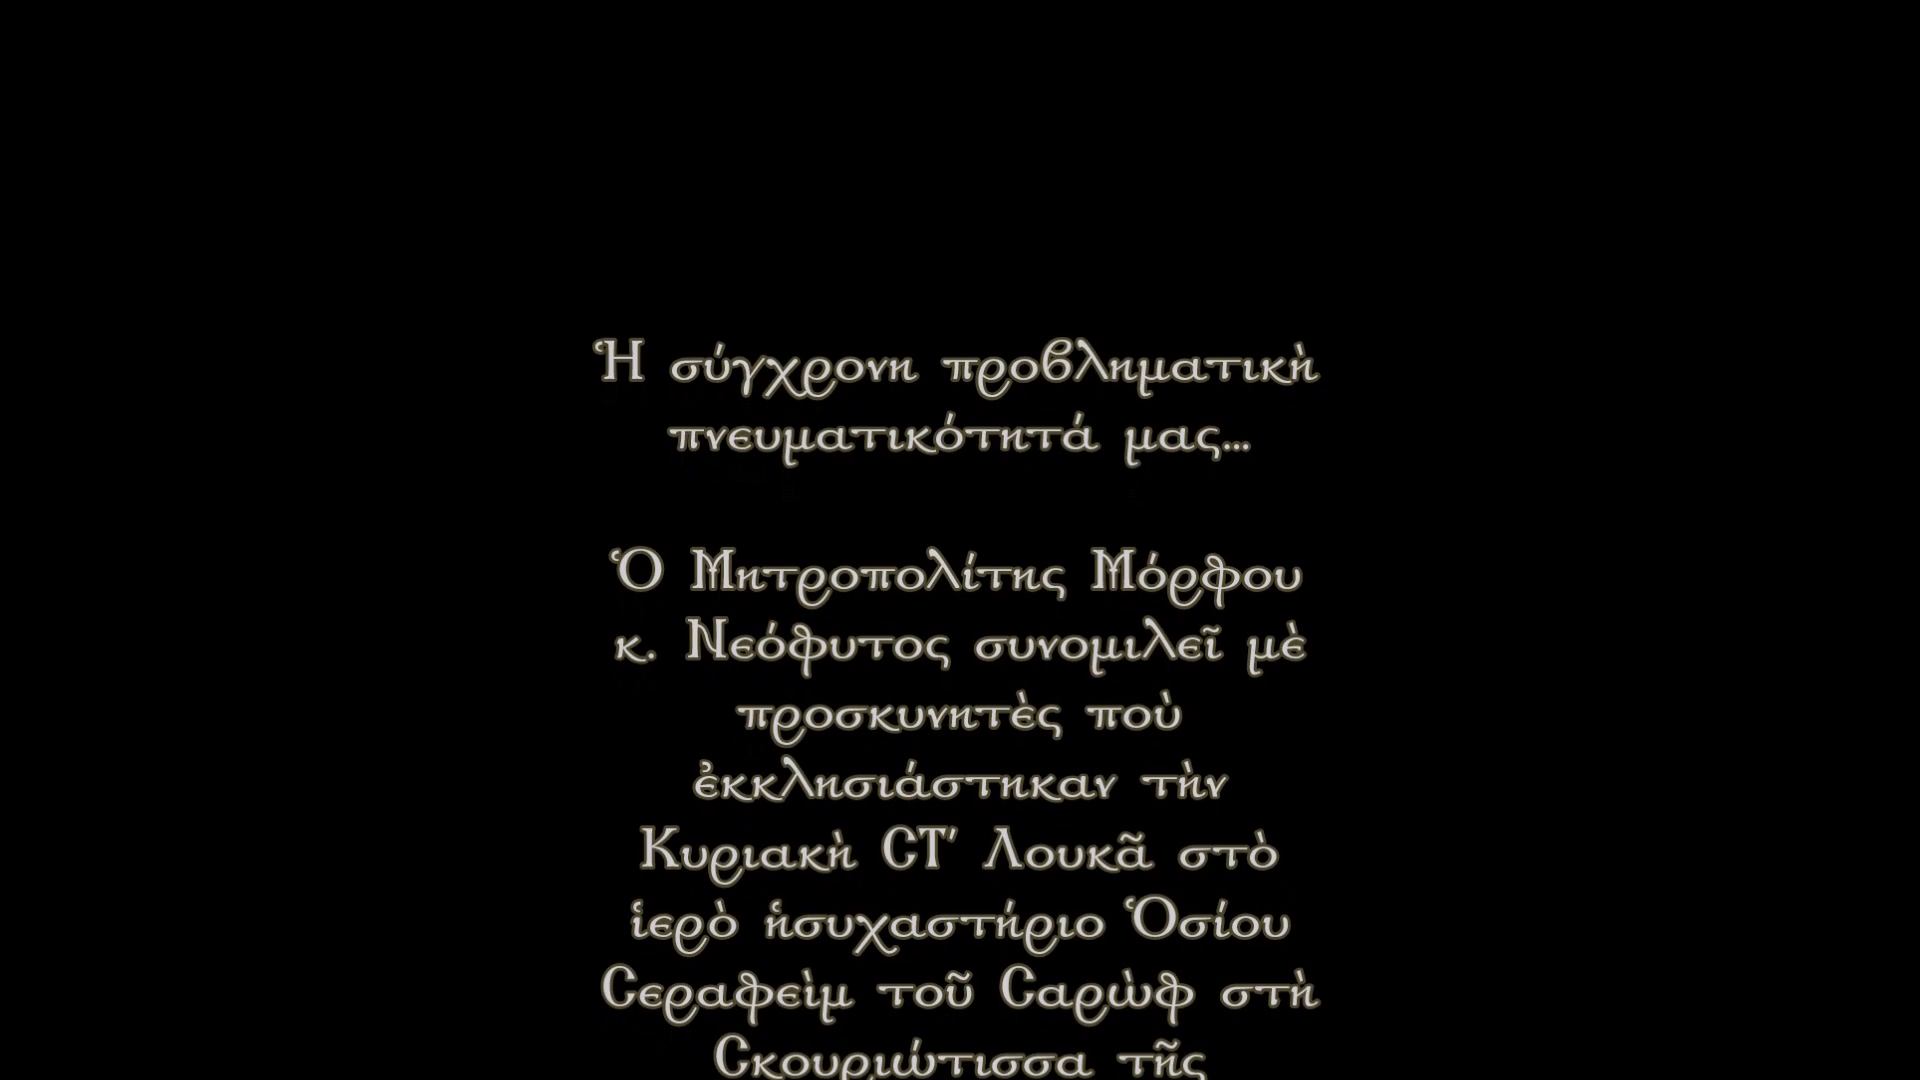 Ἡ σύγχρονη προβληματικὴ
πνευματικότητά μας...
Ὁ Μητροπολίτης Μόρφου
κ. Νεόφυτος συνομιλεῖ μὲ
προσκυνητὲς ποὺ
ἐκκλησιάστηκαν τὴν
Κυριακὴ ΣΤ' Λουκᾶ στὸ
ἱερὸ ἡσυχαστήριο Ὁσίου
Σεραφεὶμ τοῦ Σαρὼφ στὴ
Σκουριώτισσα τῆς